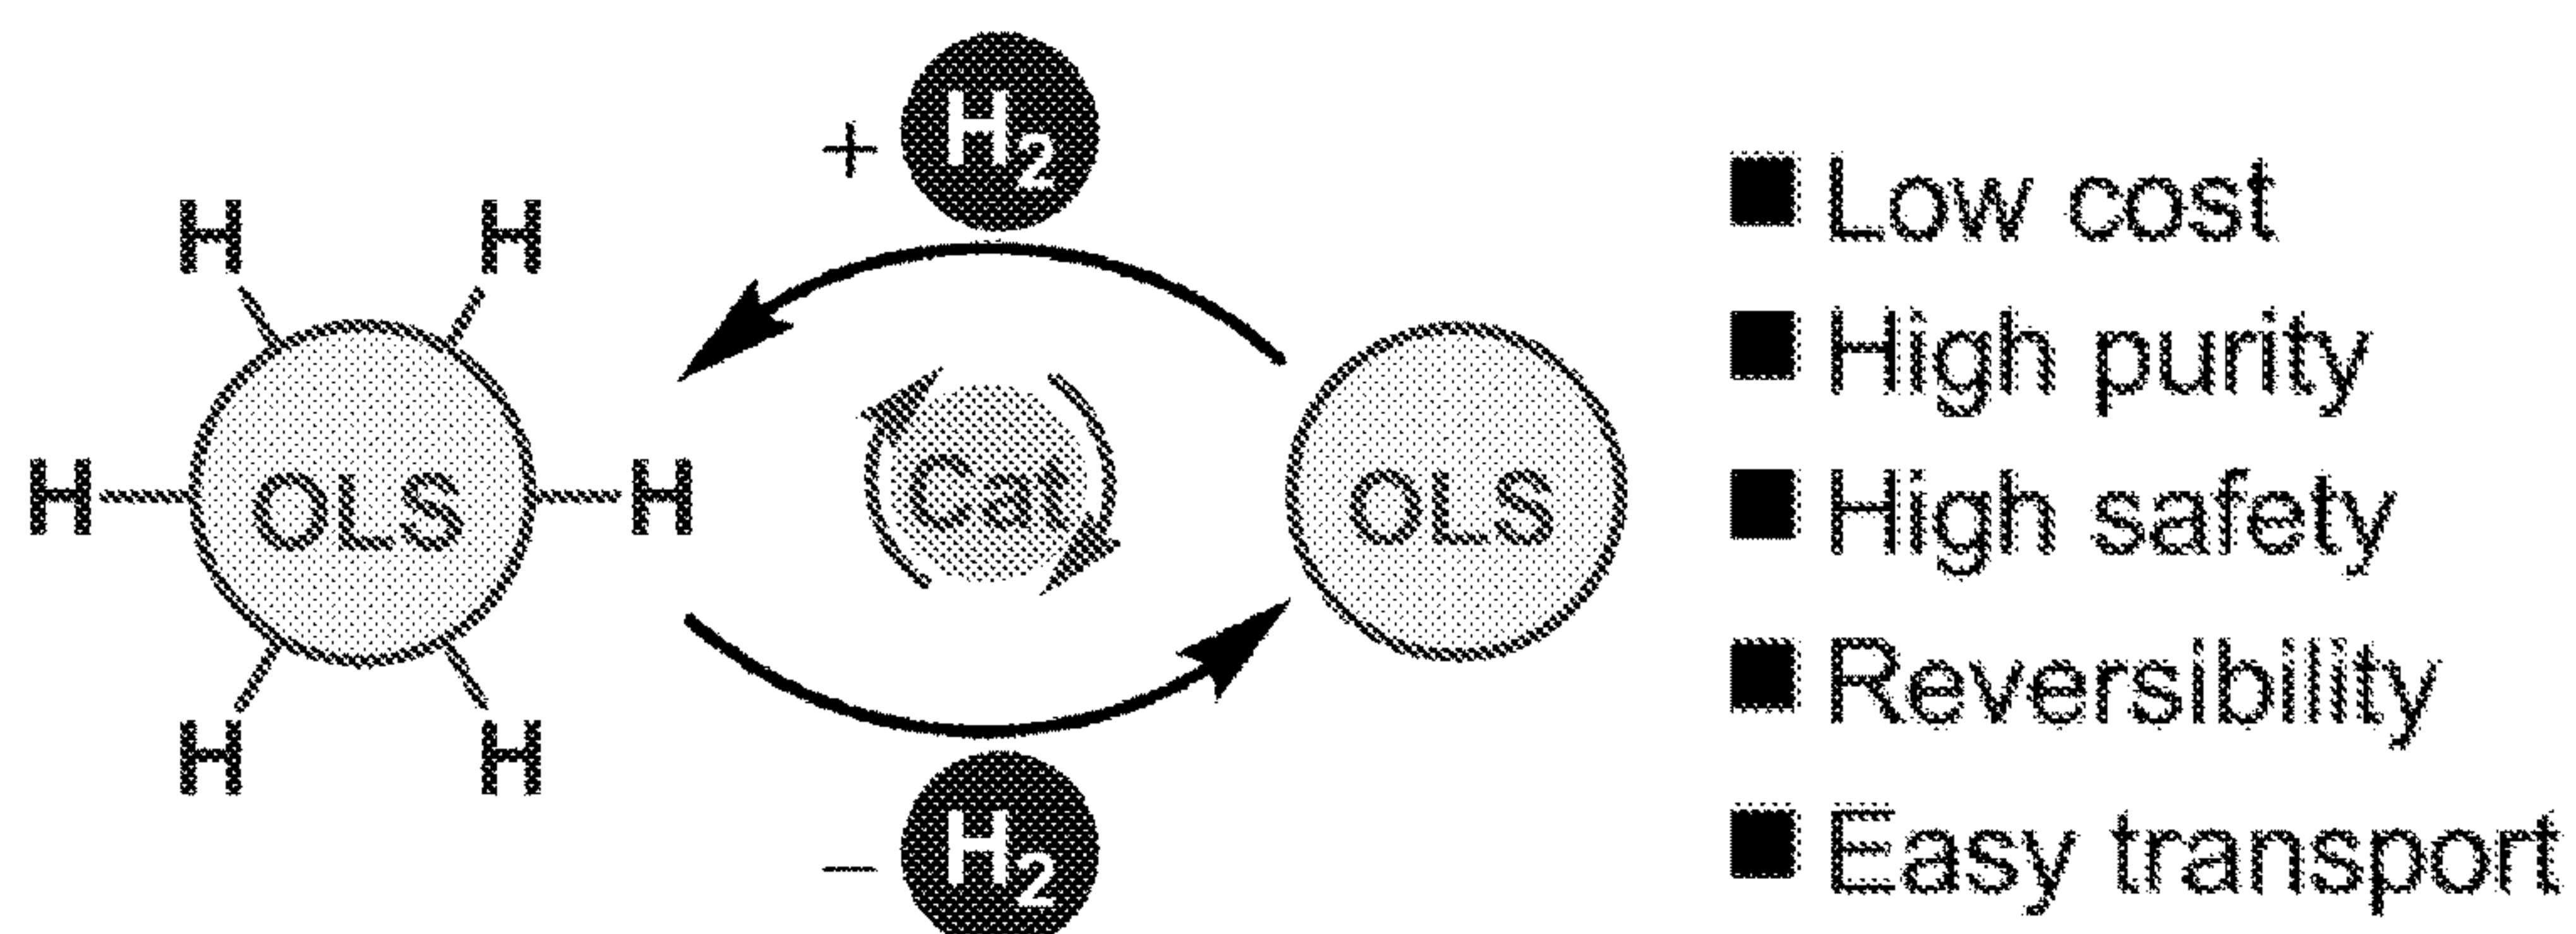 + H₂
H H
H OLS H
Cat
OLS
H H
– H₂
Low cost
High purity
High safety
Reversibility
Easy transport